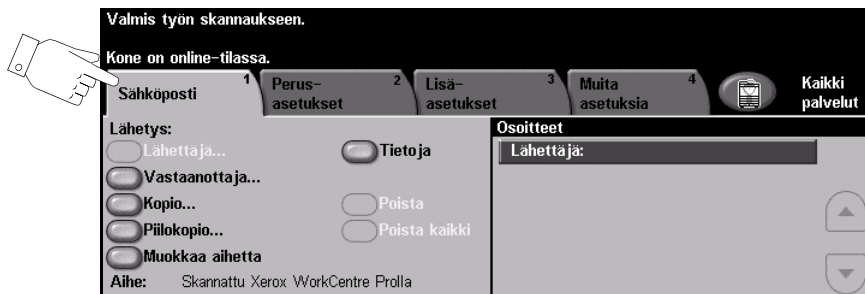 Valmis työn skannaukseen.
Kone on online-tilassa.
Sähköposti 1
Perus-
asetukset 2
Lisä-
asetukset 3
Muita
asetuksia 4
Kaikki
palvelut
Lähetys:
Lähettäjä...
Tietoja
Vastaanottaja...
Kopio...
Poista
Piilokopio...
Poista kaikki
Muokkaa aihetta
Aihe: Skannattu Xerox WorkCentre Prolla
Osoitteet
Lähettäjä: